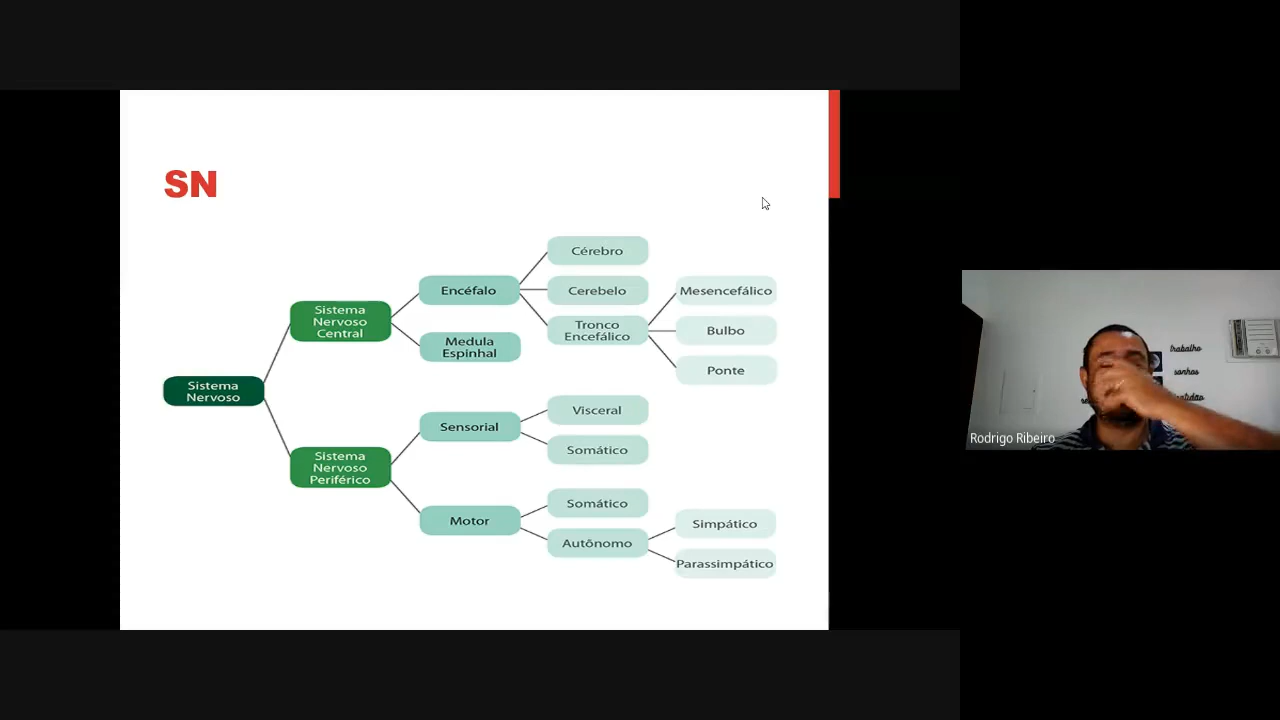 SN
Sistema
Nervoso
Sistema
Nervoso
Central
Encéfalo
Cérebro
Cerebelo
Tronco
Encefálico
Mesencefálico
Bulbo
Ponte
Medula
Espinhal
Sistema
Nervoso
Periférico
Sensorial
Visceral
Somático
Motor
Somático
Autônomo
Simpático
Parassimpático
trabalho
sonhos
Rodrigo Ribeiro